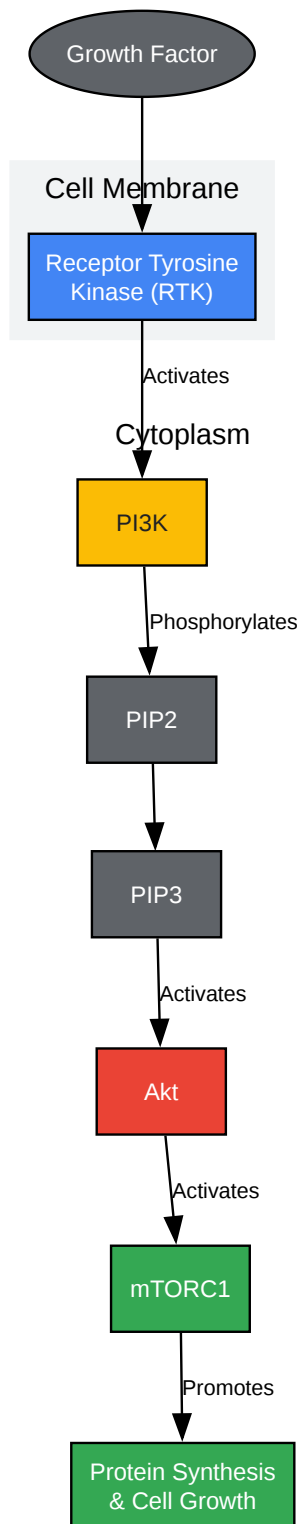 Growth Factor
Cell Membrane
Receptor Tyrosine
Kinase (RTK)
Activates
Cytoplasm
PI3K
Phosphorylates
PIP2
PIP3
Activates
Akt
Activates
mTORC1
Promotes
Protein Synthesis
& Cell Growth